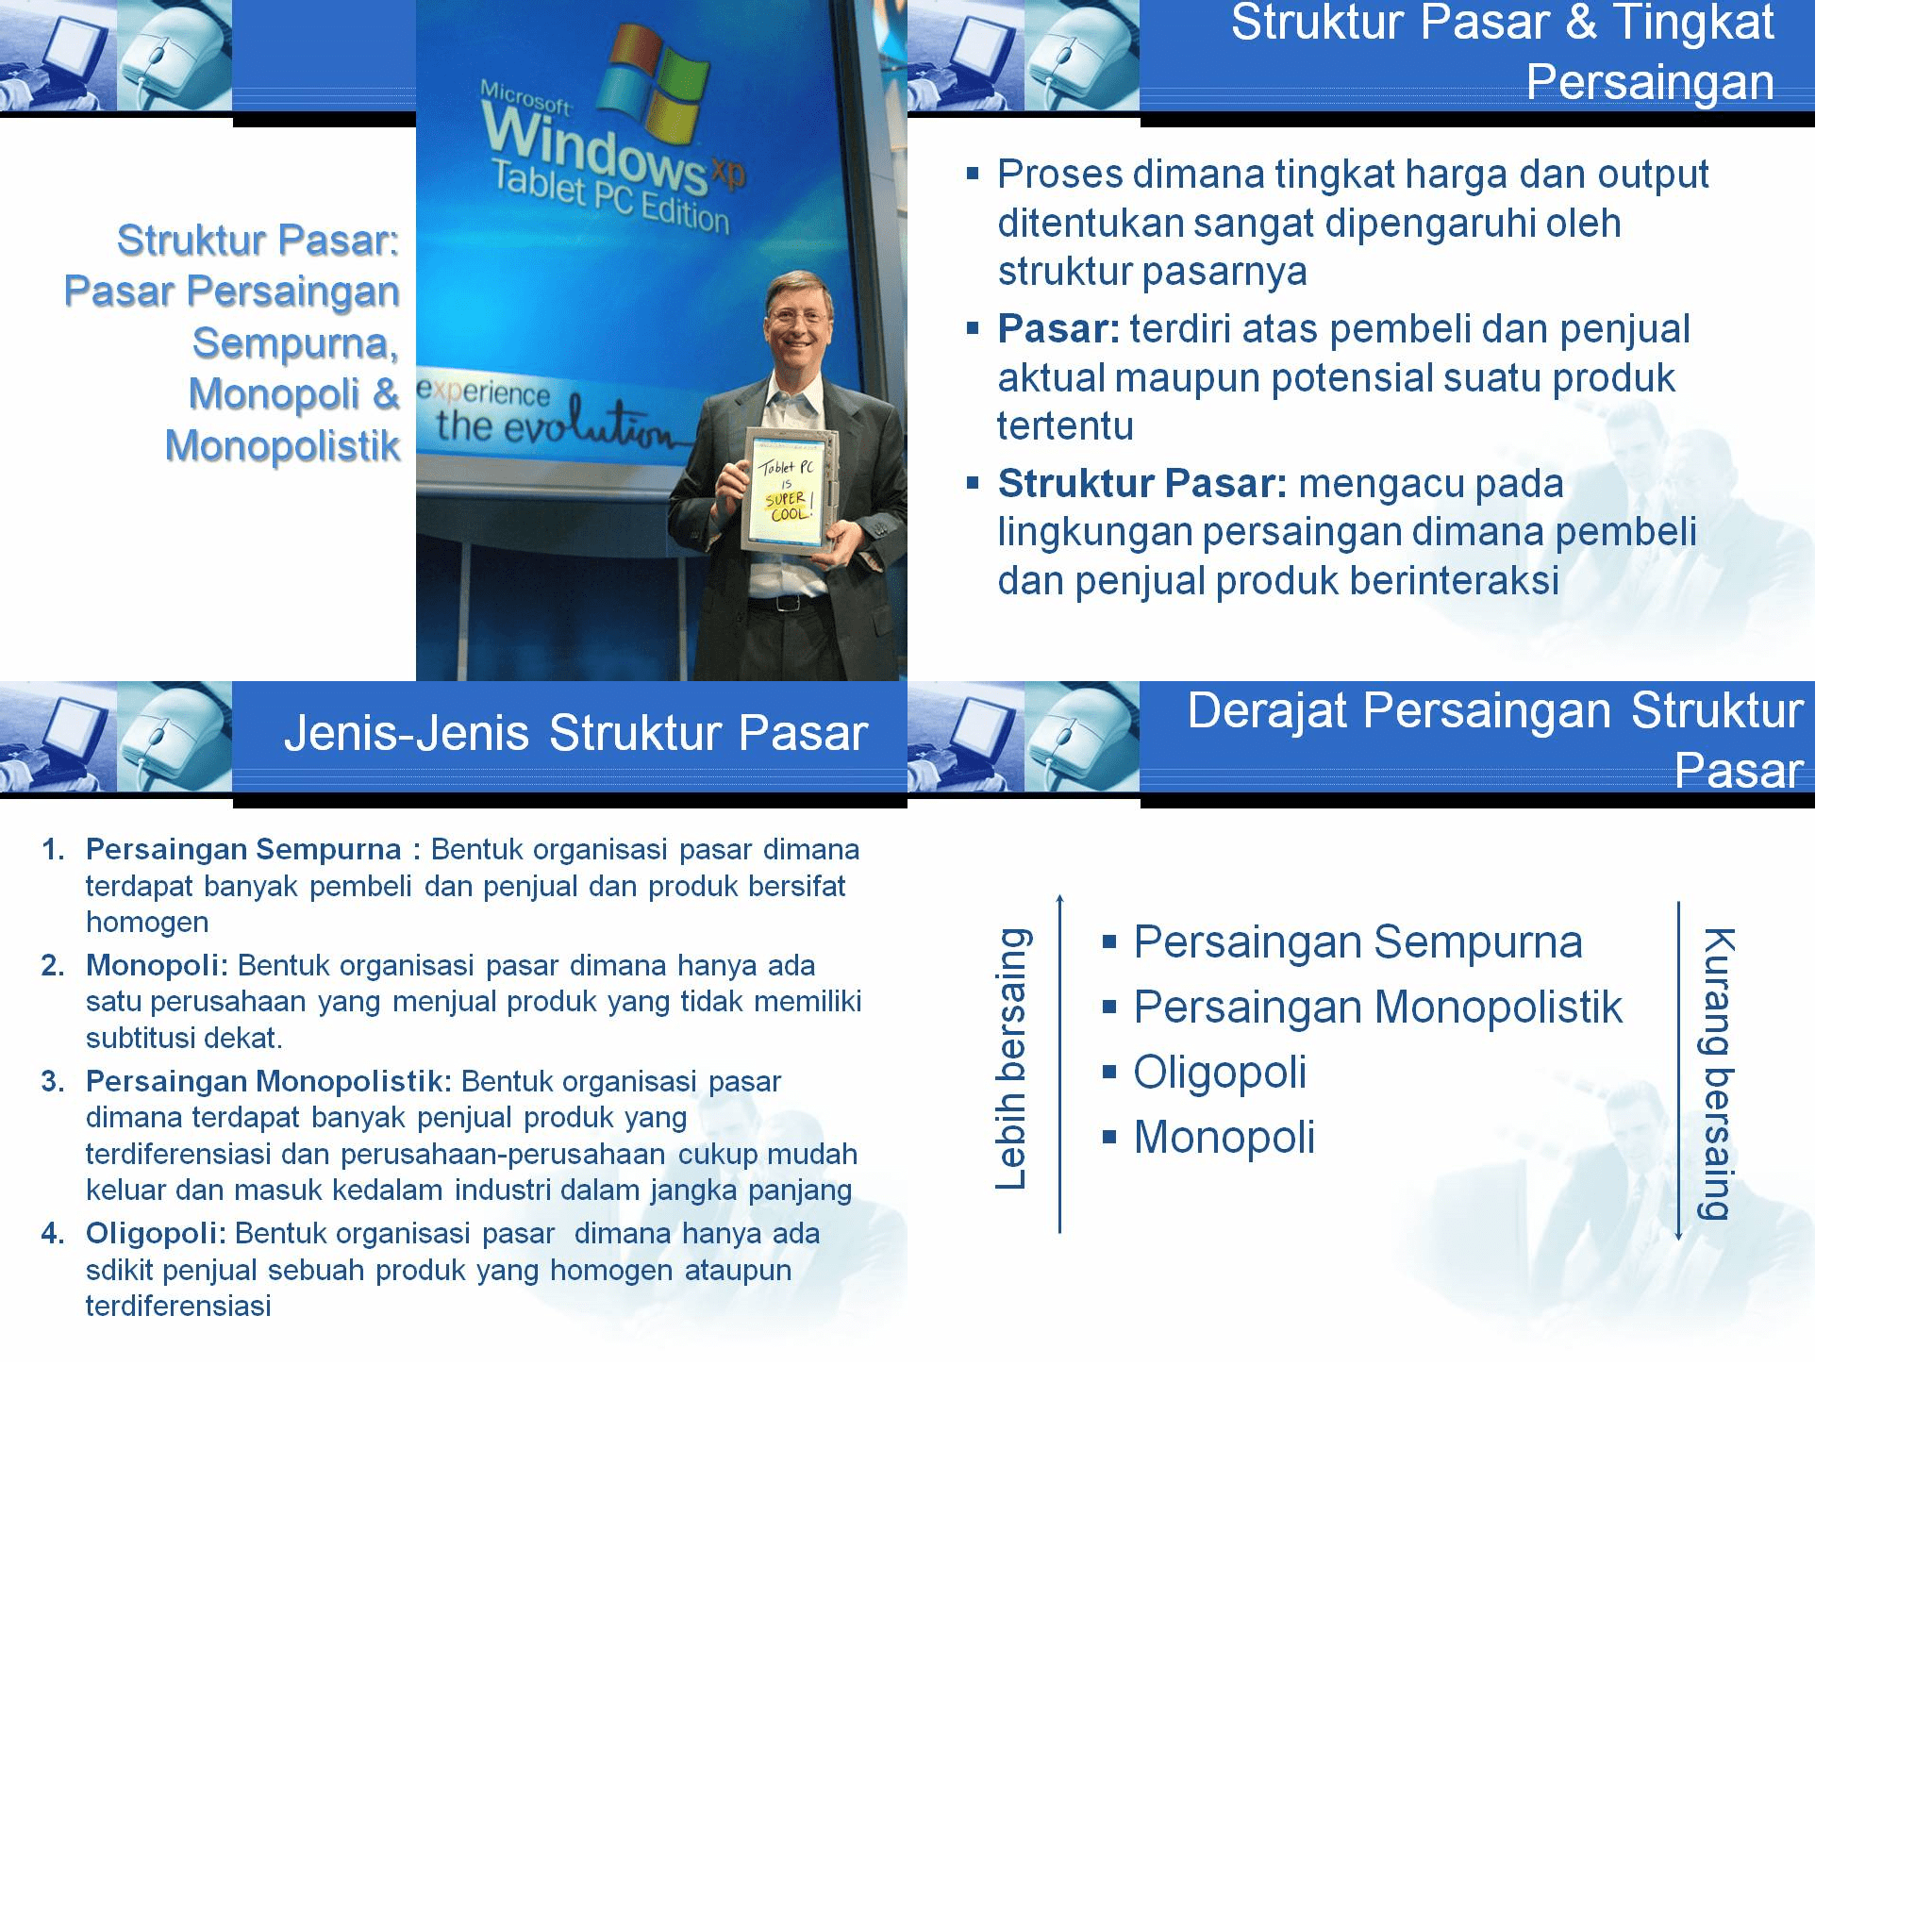 Struktur Pasar:
Pasar Persaingan
Sempurna,
Monopoli &
Monopolistik
Microsoft
Windows xp
Tablet PC Edition
experience
the evolution
Tablet PC
IS
SUPER
COOL!
Struktur Pasar & Tingkat
Persaingan
▪ Proses dimana tingkat harga dan output
ditentukan sangat dipengaruhi oleh
struktur pasarnya
▪ Pasar: terdiri atas pembeli dan penjual
aktual maupun potensial suatu produk
tertentu
▪ Struktur Pasar: mengacu pada
lingkungan persaingan dimana pembeli
dan penjual produk berinteraksi
Jenis-Jenis Struktur Pasar
1. Persaingan Sempurna : Bentuk organisasi pasar dimana
terdapat banyak pembeli dan penjual dan produk bersifat
homogen
2. Monopoli: Bentuk organisasi pasar dimana hanya ada
satu perusahaan yang menjual produk yang tidak memiliki
subtitusi dekat.
3. Persaingan Monopolistik: Bentuk organisasi pasar
dimana terdapat banyak penjual produk yang
terdiferensiasi dan perusahaan-perusahaan cukup mudah
keluar dan masuk kedalam industri dalam jangka panjang
4. Oligopoli: Bentuk organisasi pasar dimana hanya ada
sdikit penjual sebuah produk yang homogen ataupun
terdiferensiasi
Derajat Persaingan Struktur
Pasar
Lebih bersaing
▪ Persaingan Sempurna
▪ Persaingan Monopolistik
▪ Oligopoli
▪ Monopoli
Kurang bersaing